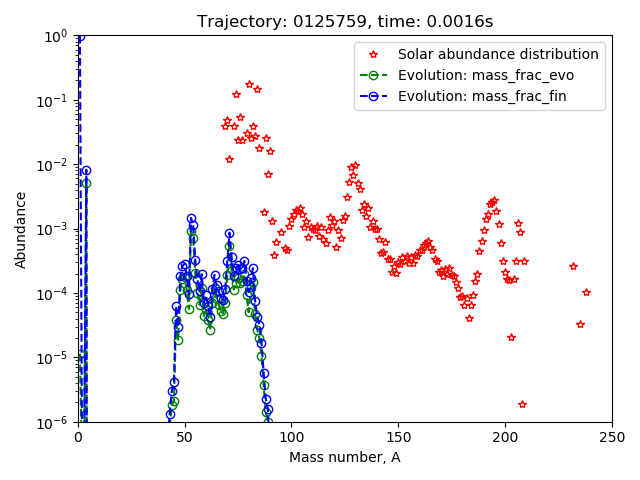 Trajectory: 0125759, time: 0.0016s
Solar abundance distribution
Evolution: mass_frac_evo
Evolution: mass_frac_fin
Abundance
10^0
10^-1
10^-2
10^-3
10^-4
10^-5
10^-6
0 50 100 150 200 250
Mass number, A